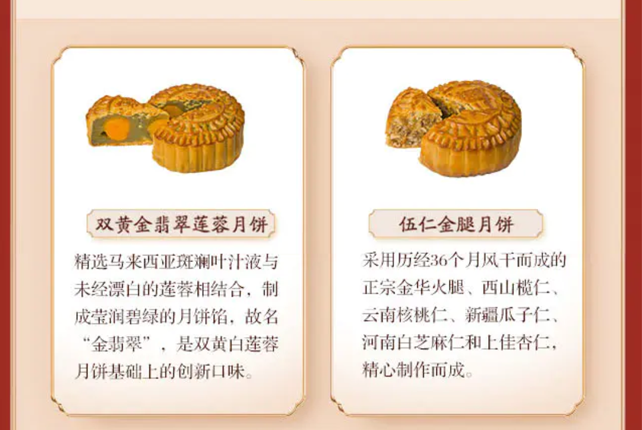 双黄金翡翠莲蓉月饼
精选马来西亚斑斓叶汁液与
未经漂白的莲蓉相结合，制
成莹润碧绿的月饼馅，故名
“金翡翠”，是双黄白莲蓉
月饼基础上的创新口味。
伍仁金腿月饼
采用历经36个月风干而成的
正宗金华火腿、西山榄仁、
云南核桃仁、新疆瓜子仁、
河南白芝麻仁和上佳杏仁，
精心制作而成。